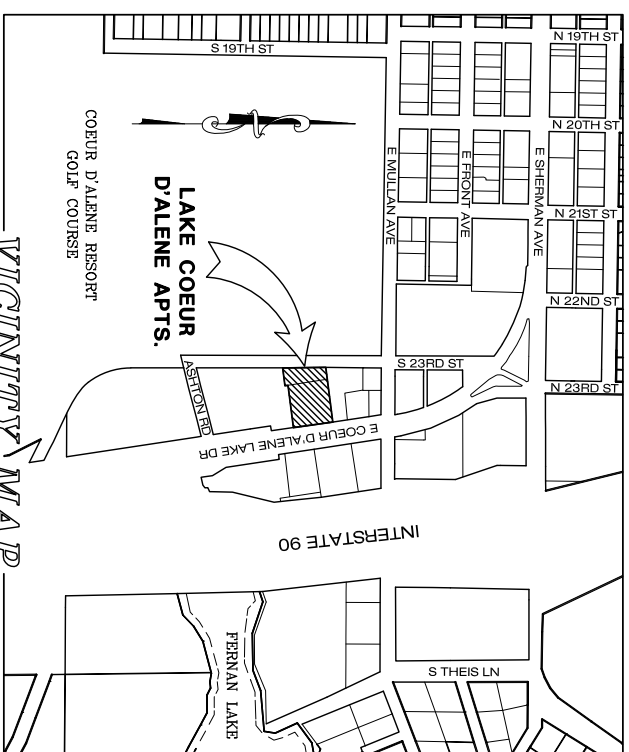 S 19TH ST
N 19TH ST
N 20TH ST
N 21ST ST
N 22ND ST
N 23RD ST
E MULLAN AVE
E FRONT AVE
E SHERMAN AVE
COEUR D'ALENE RESORT
GOLF COURSE
LAKE COEUR
D'ALENE APTS.
S 23RD ST
ASHTON RD
E COEUR D'ALENE LAKE DR
INTERSTATE 90
FERNAN LAKE
S THEIS LN
VICINITY MAP